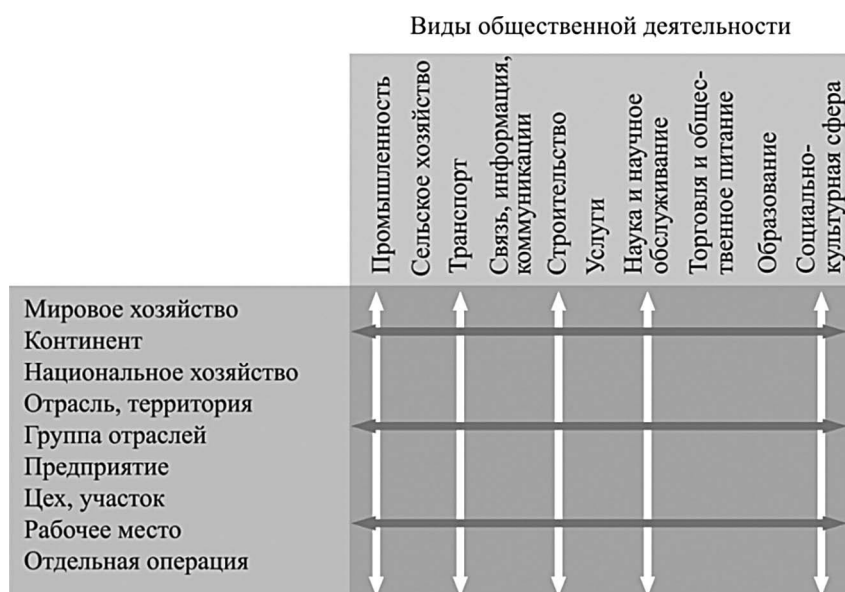 Виды общественной деятельности
Промышленность
Сельское хозяйство
Транспорт
Связь, информация,
коммуникации
Строительство
Услуги
Наука и научное
обслуживание
Торговля и общес-
твенное питание
Образование
Социально-
культурная сфера
Мировое хозяйство
Континент
Национальное хозяйство
Отрасль, территория
Группа отраслей
Предприятие
Цех, участок
Рабочее место
Отдельная операция